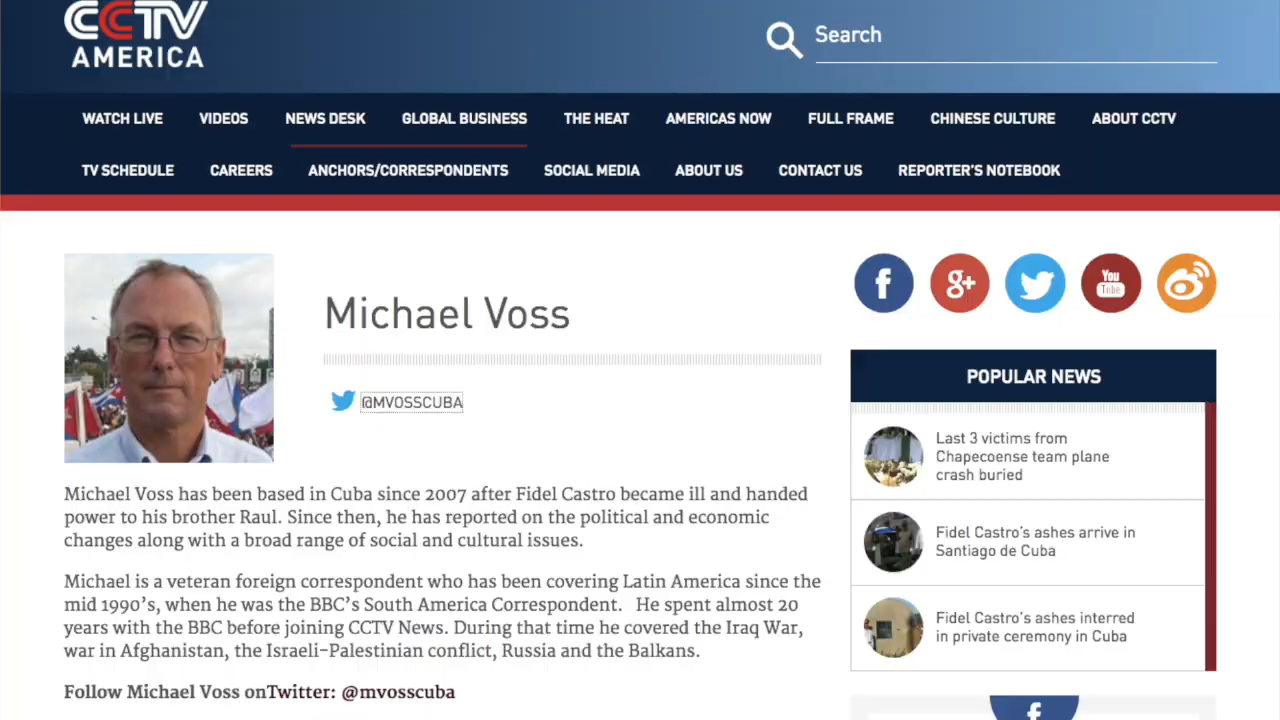 CCTV
AMERICA
Search
WATCH LIVE VIDEOS NEWS DESK GLOBAL BUSINESS THE HEAT AMERICAS NOW FULL FRAME CHINESE CULTURE ABOUT CCTV
TV SCHEDULE CAREERS ANCHORS/CORRESPONDENTS SOCIAL MEDIA ABOUT US CONTACT US REPORTER'S NOTEBOOK
Michael Voss
@MVOSSCUBA
Michael Voss has been based in Cuba since 2007 after Fidel Castro became ill and handed
power to his brother Raul. Since then, he has reported on the political and economic
changes along with a broad range of social and cultural issues.
Michael is a veteran foreign correspondent who has been covering Latin America since the
mid 1990's, when he was the BBC's South America Correspondent. He spent almost 20
years with the BBC before joining CCTV News. During that time he covered the Iraq War,
war in Afghanistan, the Israeli-Palestinian conflict, Russia and the Balkans.
Follow Michael Voss onTwitter: @mvosscuba
f g+ You Tube
POPULAR NEWS
Last 3 victims from
Chapecoense team plane
crash buried
Fidel Castro's ashes arrive in
Santiago de Cuba
Fidel Castro's ashes interred
in private ceremony in Cuba
f